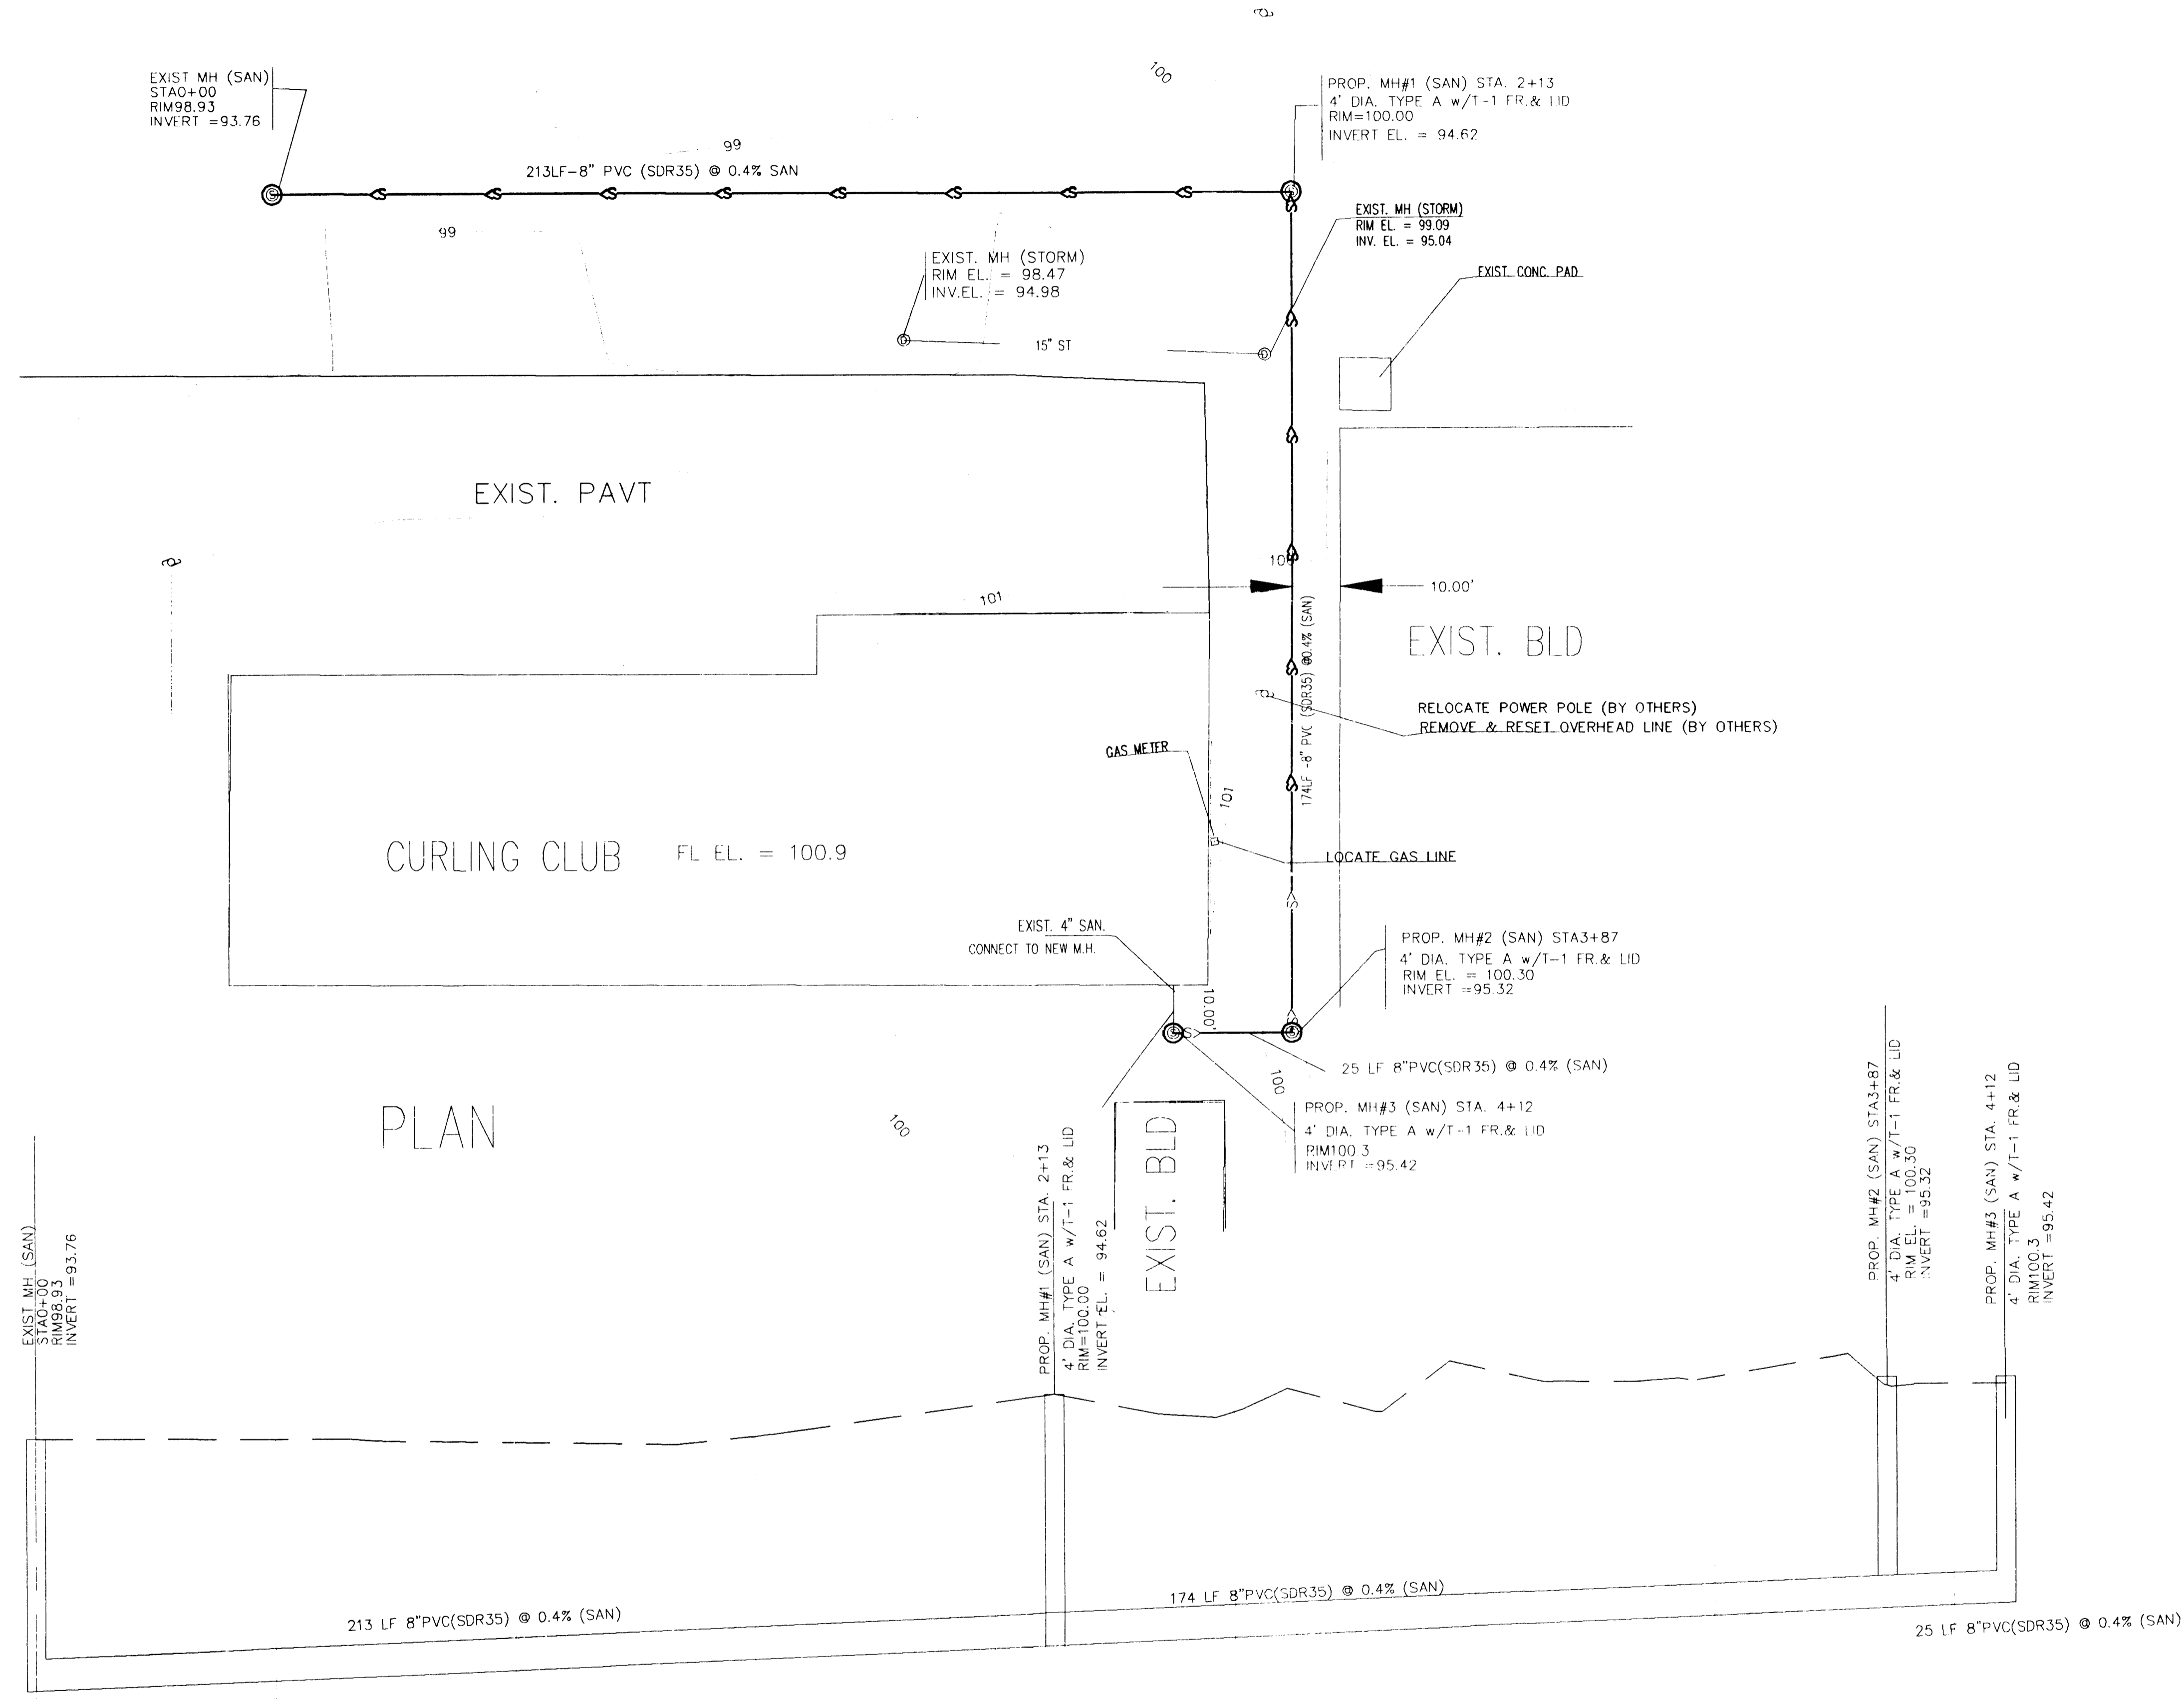 100
EXIST MH (SAN)
STA0+00
RIM98.93
INVERT =93.76
PROP. MH#1 (SAN) STA. 2+13
4' DIA. TYPE A w/T-1 FR.& LID
RIM=100.00
INVERT EL. = 94.62
99
213LF-8" PVC (SDR35) @ 0.4% SAN
99
EXIST. MH (STORM)
RIM EL. = 99.09
INV. EL. = 95.04
EXIST. MH (STORM)
RIM EL. = 98.47
INV.EL. = 94.98
EXIST. CONC. PAD
15" ST
EXIST. PAVT
10.00'
101
EXIST. BLD
174LF -8" PVC (SDR35) @0.4% (SAN)
RELOCATE POWER POLE (BY OTHERS)
REMOVE & RESET OVERHEAD LINE (BY OTHERS)
GAS METER
101
CURLING CLUB
FL EL. = 100.9
LOCATE GAS LINE
EXIST. 4" SAN.
CONNECT TO NEW M.H.
PROP. MH#2 (SAN) STA3+87
4' DIA. TYPE A w/T-1 FR.& LID
RIM EL. = 100.30
INVERT =95.32
10.00'
25 LF 8"PVC(SDR35) @ 0.4% (SAN)
100
PROP. MH#3 (SAN) STA. 4+12
4' DIA. TYPE A w/T-1 FR.& LID
RIM100.3
INVERT =95.42
PLAN
100
EXIST. BLD
EXIST MH (SAN)
STA0+00
RIM98.93
INVERT =93.76
PROP. MH#1 (SAN) STA. 2+13
4' DIA. TYPE A w/T-1 FR.& LID
RIM=100.00
INVERT EL. = 94.62
PROP. MH#2 (SAN) STA3+87
4' DIA. TYPE A w/T-1 FR.& LID
RIM EL. = 100.30
INVERT =95.32
PROP. MH#3 (SAN) STA. 4+12
4' DIA. TYPE A w/T-1 FR.& LID
RIM100.3
INVERT =95.42
213 LF 8"PVC(SDR35) @ 0.4% (SAN)
174 LF 8"PVC(SDR35) @ 0.4% (SAN)
25 LF 8"PVC(SDR35) @ 0.4% (SAN)